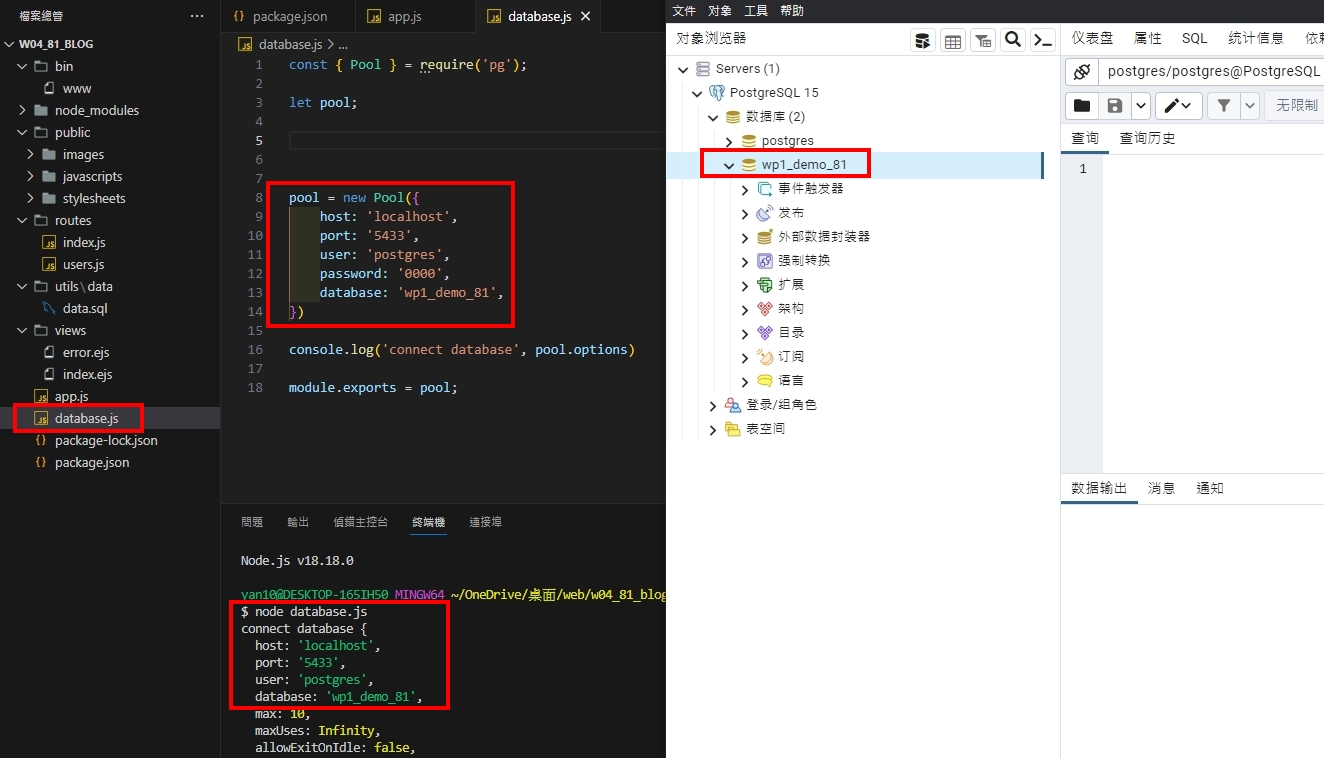 檔案總管 ...
W04_81_BLOG
bin
www
node_modules
public
images
javascripts
stylesheets
routes
index.js
users.js
utils\data
data.sql
views
error.ejs
index.ejs
app.js
database.js
package-lock.json
package.json
package.json app.js database.js
database.js > ...
1 const { Pool } = require('pg');
2
3 let pool;
4
5
6
7
8 pool = new Pool({
9 host: 'localhost',
10 port: '5433',
11 user: 'postgres',
12 password: '0000',
13 database: 'wp1_demo_81',
14 })
15
16 console.log('connect database', pool.options)
17
18 module.exports = pool;
問題 輸出 偵錯主控台 終端機 連接埠
Node.js v18.18.0
yan10@DESKTOP-165IH50 MINGW64 ~/OneDrive/桌面/web/w04_81_blog
$ node database.js
connect database {
host: 'localhost',
port: '5433',
user: 'postgres',
database: 'wp1_demo_81',
max: 10,
maxUses: Infinity,
allowExitOnIdle: false,
文件 对象 工具 帮助
对象浏览器
Servers (1)
PostgreSQL 15
数据库 (2)
postgres
wp1_demo_81
事件触发器
发布
外部数据封装器
强制转换
扩展
架构
目录
订阅
语言
登录/组角色
表空间
仪表盘 属性 SQL 统计信息 依赖
postgres/postgres@PostgreSQL
无限制
查询 查询历史
1
数据输出 消息 通知